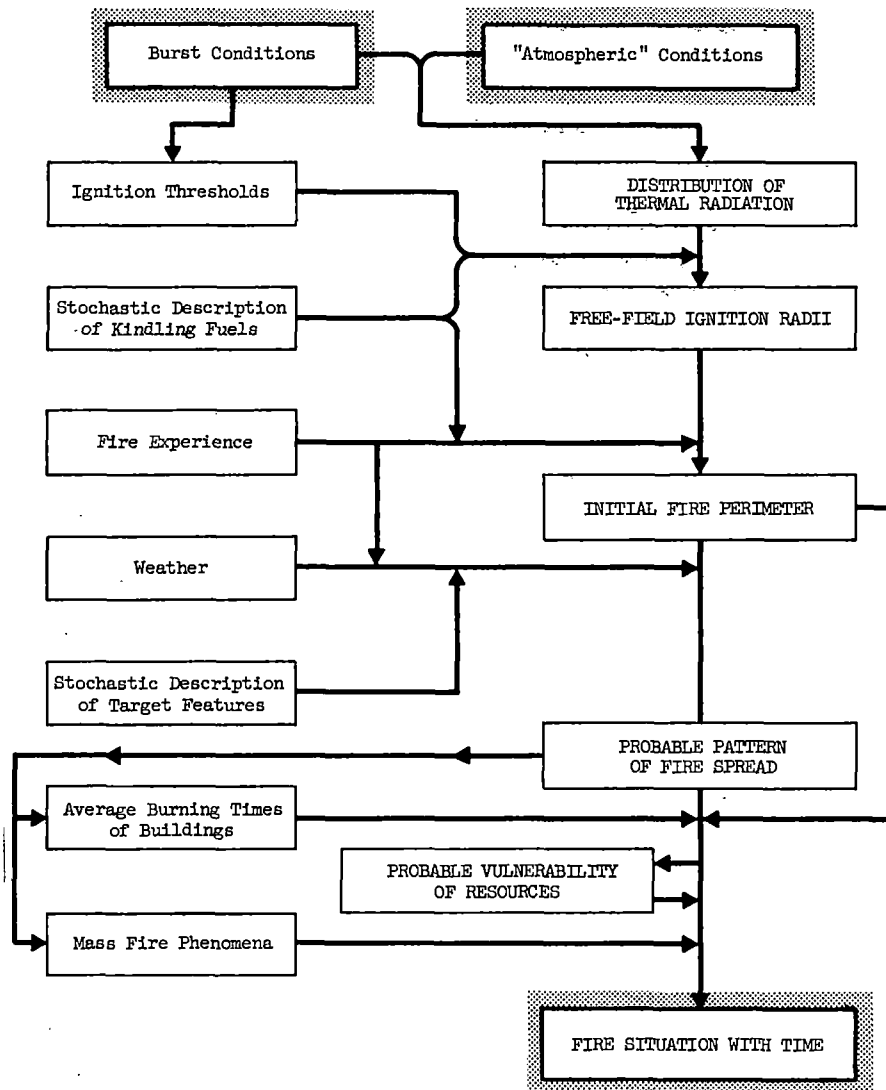 Burst Conditions
"Atmospheric" Conditions
Ignition Thresholds
DISTRIBUTION OF
THERMAL RADIATION
Stochastic Description
of Kindling Fuels
FREE-FIELD IGNITION RADII
Fire Experience
INITIAL FIRE PERIMETER
Weather
Stochastic Description
of Target Features
PROBABLE PATTERN
OF FIRE SPREAD
Average Burning Times
of Buildings
PROBABLE VULNERABILITY
OF RESOURCES
Mass Fire Phenomena
FIRE SITUATION WITH TIME